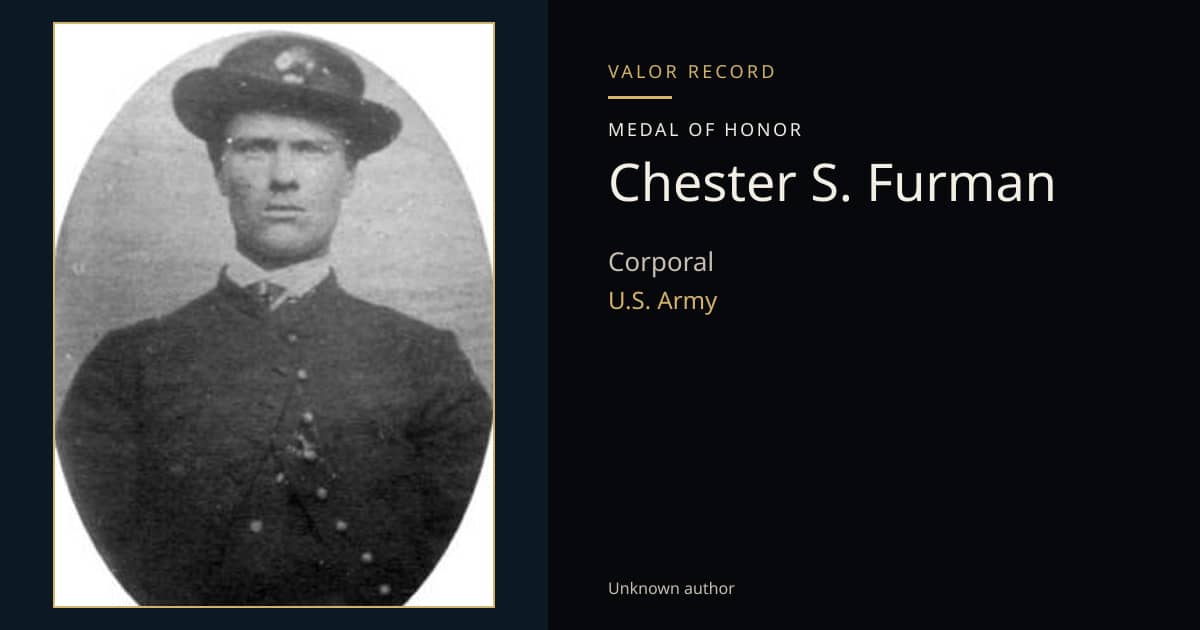 VALOR RECORD
MEDAL OF HONOR
Chester S. Furman
Corporal
U.S. Army
Unknown author